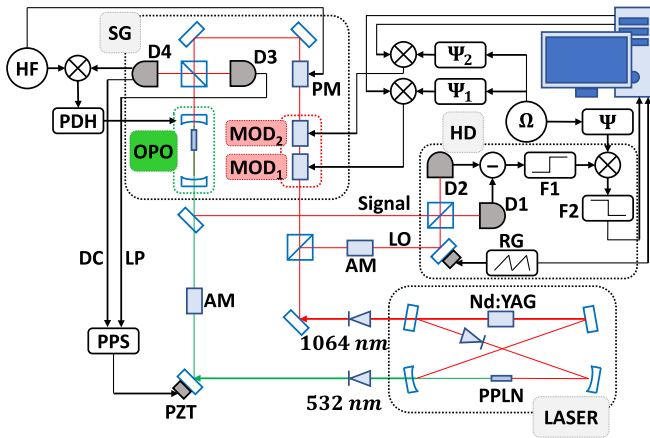 SG
D4
D3
HF
PM
PDH
OPO
MOD₂
MOD₁
Ψ₂
Ψ₁
Ω
Ψ
HD
D2
D1
F1
F2
Signal
LO
AM
RG
DC
LP
AM
PPS
PZT
1064 nm
532 nm
Nd:YAG
PPLN
LASER